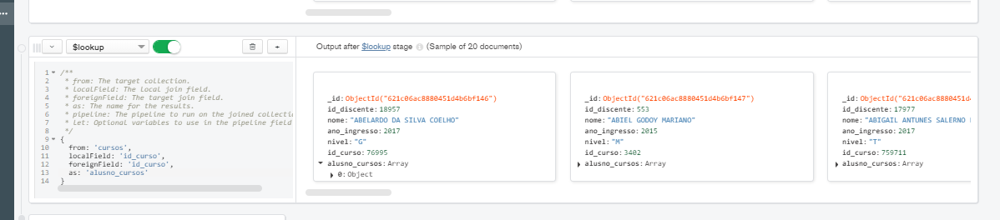 $lookup
Output after $lookup stage (Sample of 20 documents)
1 /**
2 * from: The target collection.
3 * localField: The local join field.
4 * foreignField: The target join field.
5 * as: The name for the results.
6 * pipeline: The pipeline to run on the joined collecti
7 * let: Optional variables to use in the pipeline field
8 */
9 {
10 from: 'cursos',
11 localField: 'id_curso',
12 foreignField: 'id_curso',
13 as: 'alusno_cursos'
14 }
_id: ObjectId("621c06ac8880451d4b6bf146")
id_discente: 18957
nome: "ABELARDO DA SILVA COELHO"
ano_ingresso: 2017
nivel: "G"
id_curso: 76995
alusno_cursos: Array
0: Object
_id: ObjectId("621c06ac8880451d4b6bf147")
id_discente: 553
nome: "ABIEL GODOY MARIANO"
ano_ingresso: 2015
nivel: "M"
id_curso: 3402
alusno_cursos: Array
_id: ObjectId("621c06ac8880451d4
id_discente: 17977
nome: "ABIGAIL ANTUNES SALERNO
ano_ingresso: 2017
nivel: "T"
id_curso: 759711
alusno_cursos: Array